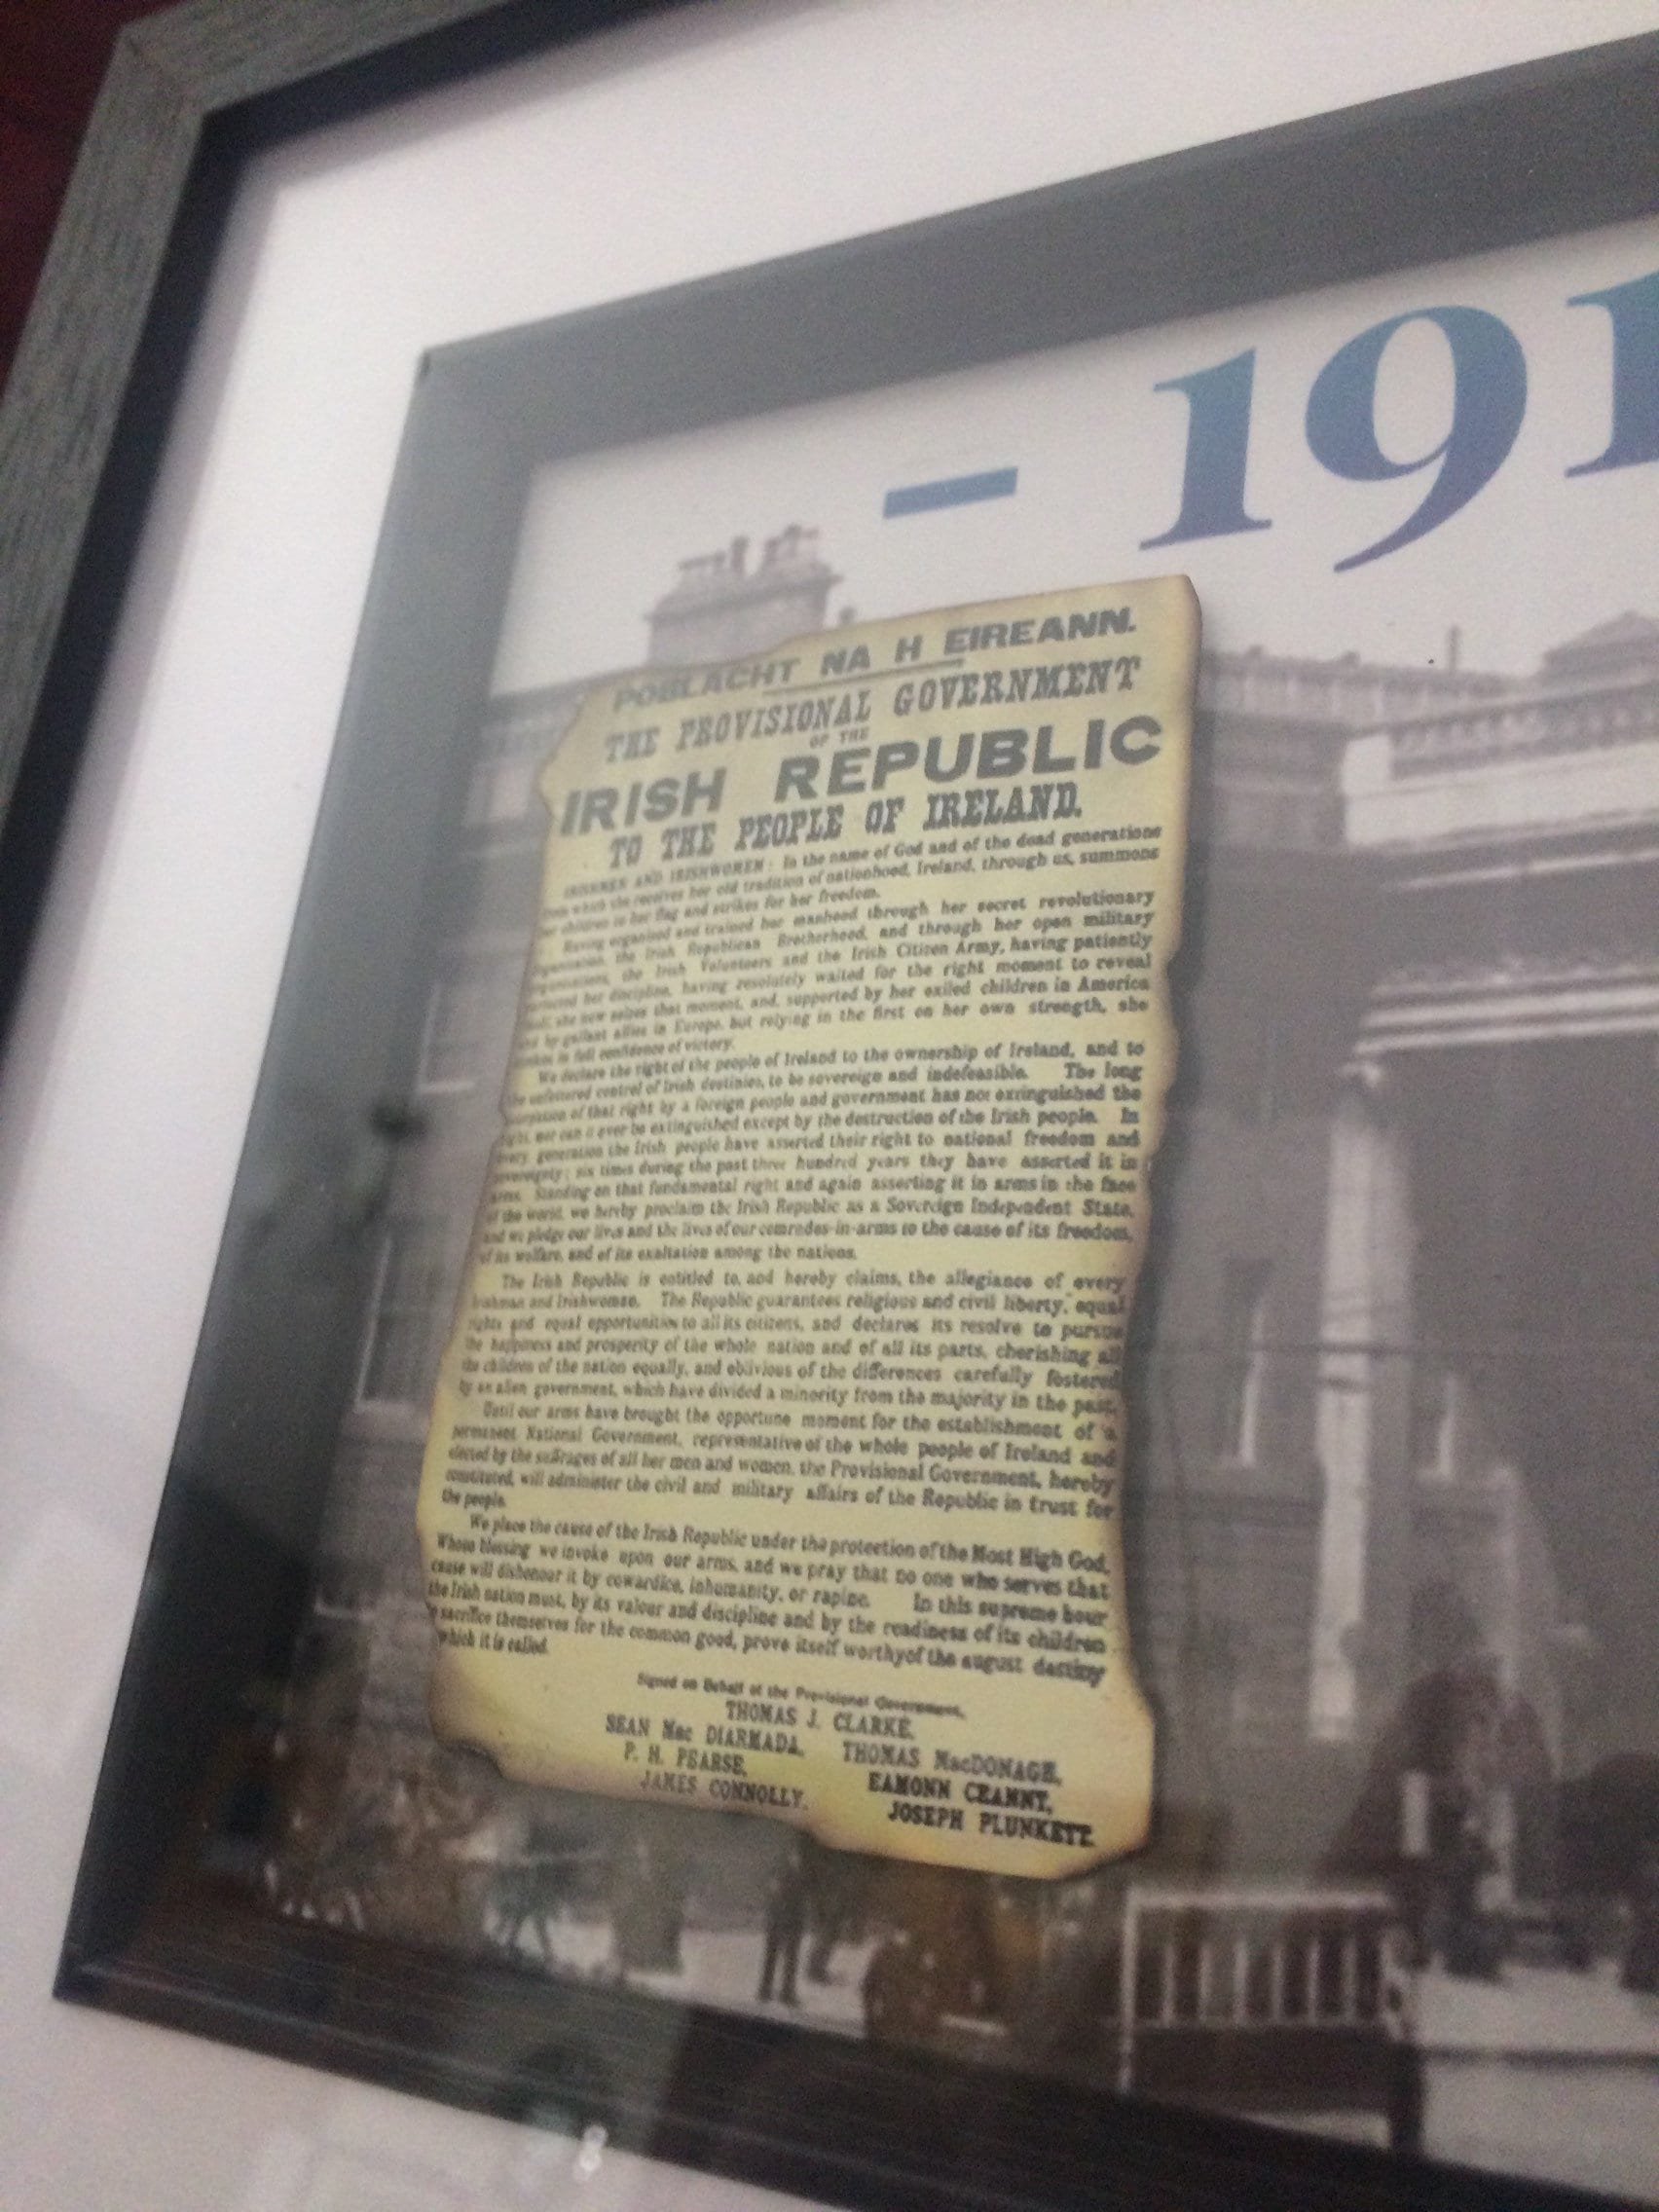 – 191
POBLACHT NA H EIREANN.
THE PROVISIONAL GOVERNMENT
OF THE
IRISH REPUBLIC
TO THE PEOPLE OF IRELAND.
IRISHMEN AND IRISHWOMEN : In the name of God and of the dead generations
from which she receives her old tradition of nationhood, Ireland, through us, summons
her children to her flag and strikes for her freedom.
Having organised and trained her manhood through her secret revolutionary
organisation, the Irish Republican Brotherhood, and through her open military
organisations, the Irish Volunteers and the Irish Citizen Army, having patiently
perfected her discipline, having resolutely waited for the right moment to reveal
itself, she now seizes that moment, and, supported by her exiled children in America
and by gallant allies in Europe, but relying in the first on her own strength, she
strikes in full confidence of victory.
We declare the right of the people of Ireland to the ownership of Ireland, and to
the unfettered control of Irish destinies, to be sovereign and indefeasible. The long
usurpation of that right by a foreign people and government has not extinguished the
right, nor can it ever be extinguished except by the destruction of the Irish people. In
every generation the Irish people have asserted their right to national freedom and
sovereignty; six times during the past three hundred years they have asserted it in
arms. Standing on that fundamental right and again asserting it in arms in the face
of the world, we hereby proclaim the Irish Republic as a Sovereign Independent State,
and we pledge our lives and the lives of our comrades-in-arms to the cause of its freedom,
of its welfare, and of its exaltation among the nations.
The Irish Republic is entitled to, and hereby claims, the allegiance of every
Irishman and Irishwoman. The Republic guarantees religious and civil liberty, equal
rights and equal opportunities to all its citizens, and declares its resolve to pursue
the happiness and prosperity of the whole nation and of all its parts, cherishing all
the children of the nation equally, and oblivious of the differences carefully fostered
by an alien government, which have divided a minority from the majority in the past.
Until our arms have brought the opportune moment for the establishment of a
permanent National Government, representative of the whole people of Ireland and
elected by the suffrages of all her men and women, the Provisional Government, hereby
constituted, will administer the civil and military affairs of the Republic in trust for
the people.
We place the cause of the Irish Republic under the protection of the Most High God,
Whose blessing we invoke upon our arms, and we pray that no one who serves that
cause will dishonour it by cowardice, inhumanity, or rapine. In this supreme hour
the Irish nation must, by its valour and discipline and by the readiness of its children
to sacrifice themselves for the common good, prove itself worthy of the august destiny
which it is called.
Signed on Behalf of the Provisional Government,
THOMAS J. CLARKE,
SEAN Mac DIARMADA, THOMAS MacDONAGH,
P. H. PEARSE, EAMONN CEANNT,
JAMES CONNOLLY, JOSEPH PLUNKETT.